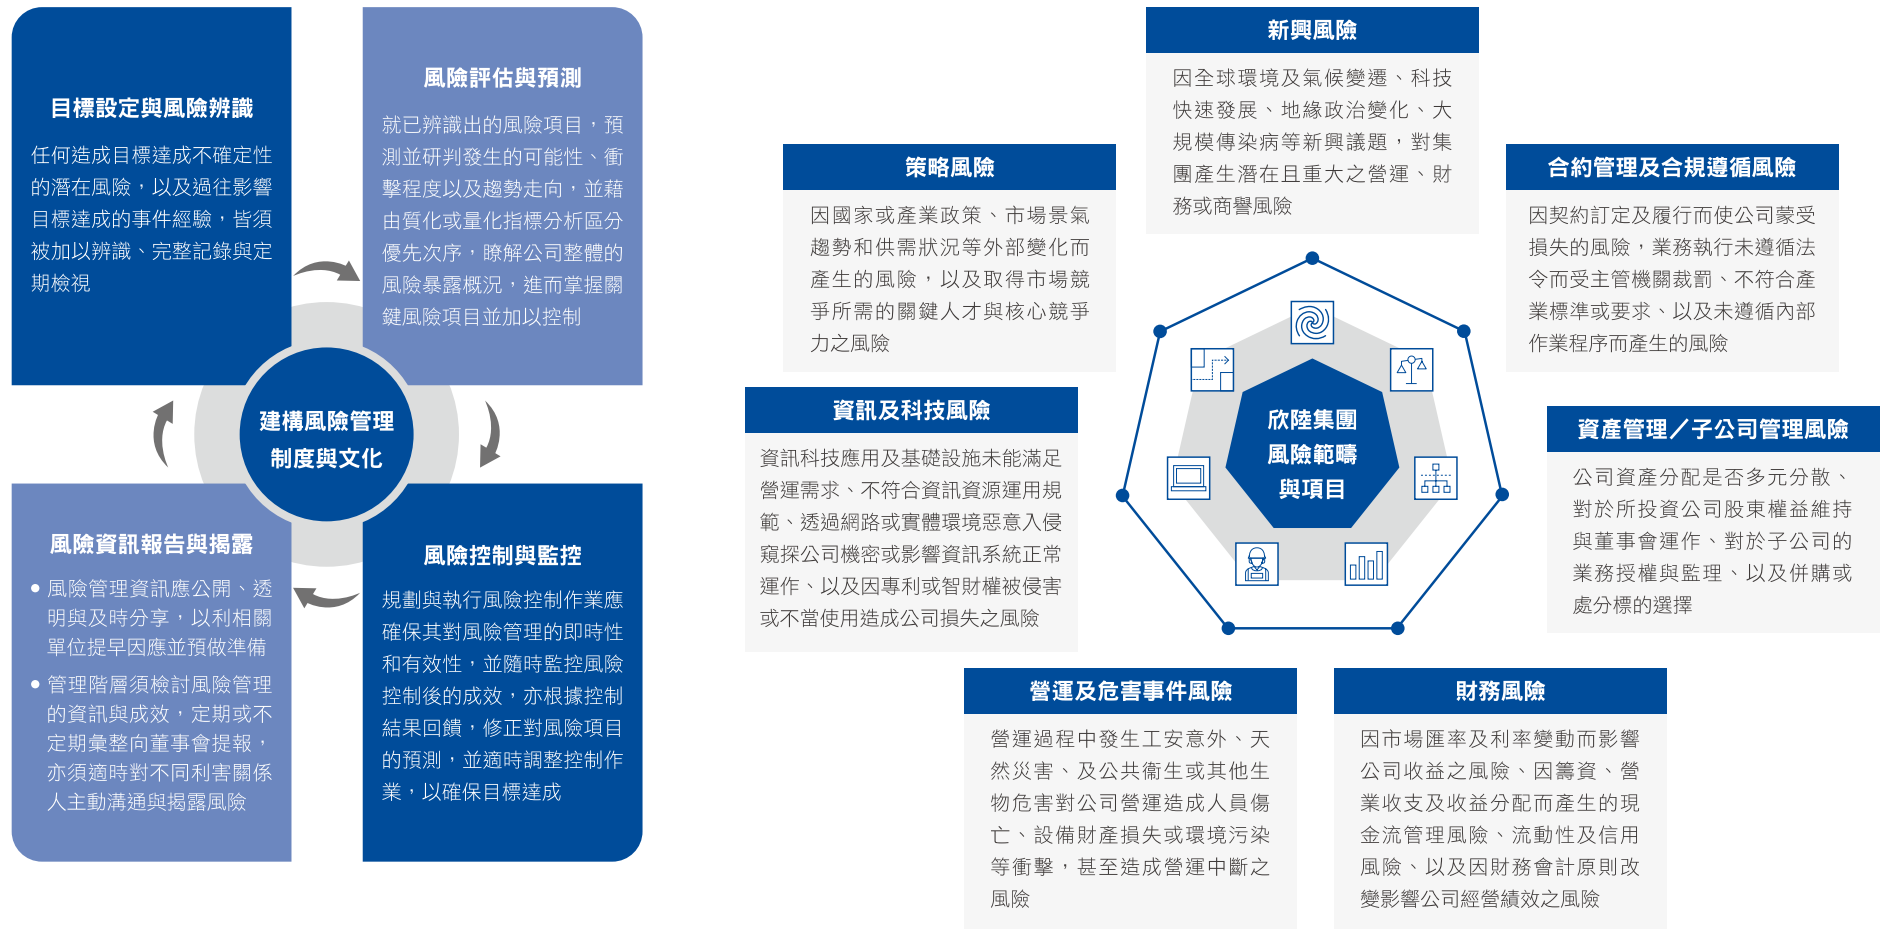 目標設定與風險辨識
任何造成目標達成不確定性
的潛在風險，以及過往影響
目標達成的事件經驗，皆須
被加以辨識、完整記錄與定
期檢視
風險評估與預測
就已辨識出的風險項目，預
測並研判發生的可能性、衝
擊程度以及趨勢走向，並藉
由質化或量化指標分析區分
優先次序，瞭解公司整體的
風險暴露概況，進而掌握關
鍵風險項目並加以控制
建構風險管理
制度與文化
風險資訊報告與揭露
● 風險管理資訊應公開、透
明與及時分享，以利相關
單位提早因應並預做準備
● 管理階層須檢討風險管理
的資訊與成效，定期或不
定期彙整向董事會提報，
亦須適時對不同利害關係
人主動溝通與揭露風險
風險控制與監控
規劃與執行風險控制作業應
確保其對風險管理的即時性
和有效性，並隨時監控風險
控制後的成效，亦根據控制
結果回饋，修正對風險項目
的預測，並適時調整控制作
業，以確保目標達成
新興風險
因全球環境及氣候變遷、科技
快速發展、地緣政治變化、大
規模傳染病等新興議題，對集
團產生潛在且重大之營運、財
務或商譽風險
策略風險
因國家或產業政策、市場景氣
趨勢和供需狀況等外部變化而
產生的風險，以及取得市場競
爭所需的關鍵人才與核心競爭
力之風險
合約管理及合規遵循風險
因契約訂定及履行而使公司蒙受
損失的風險，業務執行未遵循法
令而受主管機關裁罰、不符合產
業標準或要求、以及未遵循內部
作業程序而產生的風險
資訊及科技風險
資訊科技應用及基礎設施未能滿足
營運需求、不符合資訊資源運用規
範、透過網路或實體環境惡意入侵
窺探公司機密或影響資訊系統正常
運作、以及因專利或智財權被侵害
或不當使用造成公司損失之風險
欣陸集團
風險範疇
與項目
資產管理／子公司管理風險
公司資產分配是否多元分散、
對於所投資公司股東權益維持
與董事會運作、對於子公司的
業務授權與監理、以及併購或
處分標的選擇
營運及危害事件風險
營運過程中發生工安意外、天
然災害、及公共衞生或其他生
物危害對公司營運造成人員傷
亡、設備財產損失或環境污染
等衝擊，甚至造成營運中斷之
風險
財務風險
因市場匯率及利率變動而影響
公司收益之風險、因籌資、營
業收支及收益分配而產生的現
金流管理風險、流動性及信用
風險、以及因財務會計原則改
變影響公司經營績效之風險